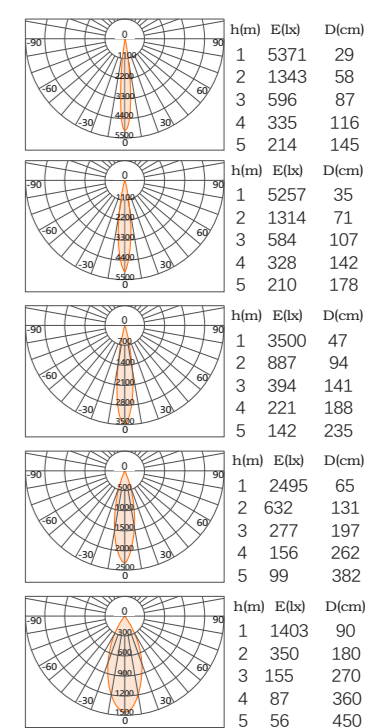 h(m) E(lx) D(cm)
0
-90 90
1100
2200
-60 60
3300
-30 30
4400
5500
0
1 5371 29
2 1343 58
3 596 87
4 335 116
5 214 145
h(m) E(lx) D(cm)
0
-90 90
1100
2200
-60 60
3300
-30 30
4400
5500
0
1 5257 35
2 1314 71
3 584 107
4 328 142
5 210 178
h(m) E(lx) D(cm)
0
-90 90
700
1400
-60 60
2100
-30 30
2800
3500
0
1 3500 47
2 887 94
3 394 141
4 221 188
5 142 235
h(m) E(lx) D(cm)
0
-90 90
500
1000
-60 60
1500
-30 30
2000
2500
0
1 2495 65
2 632 131
3 277 197
4 156 262
5 99 382
h(m) E(lx) D(cm)
0
-90 90
300
600
-60 60
900
-30 30
1200
1500
0
1 1403 90
2 350 180
3 155 270
4 87 360
5 56 450